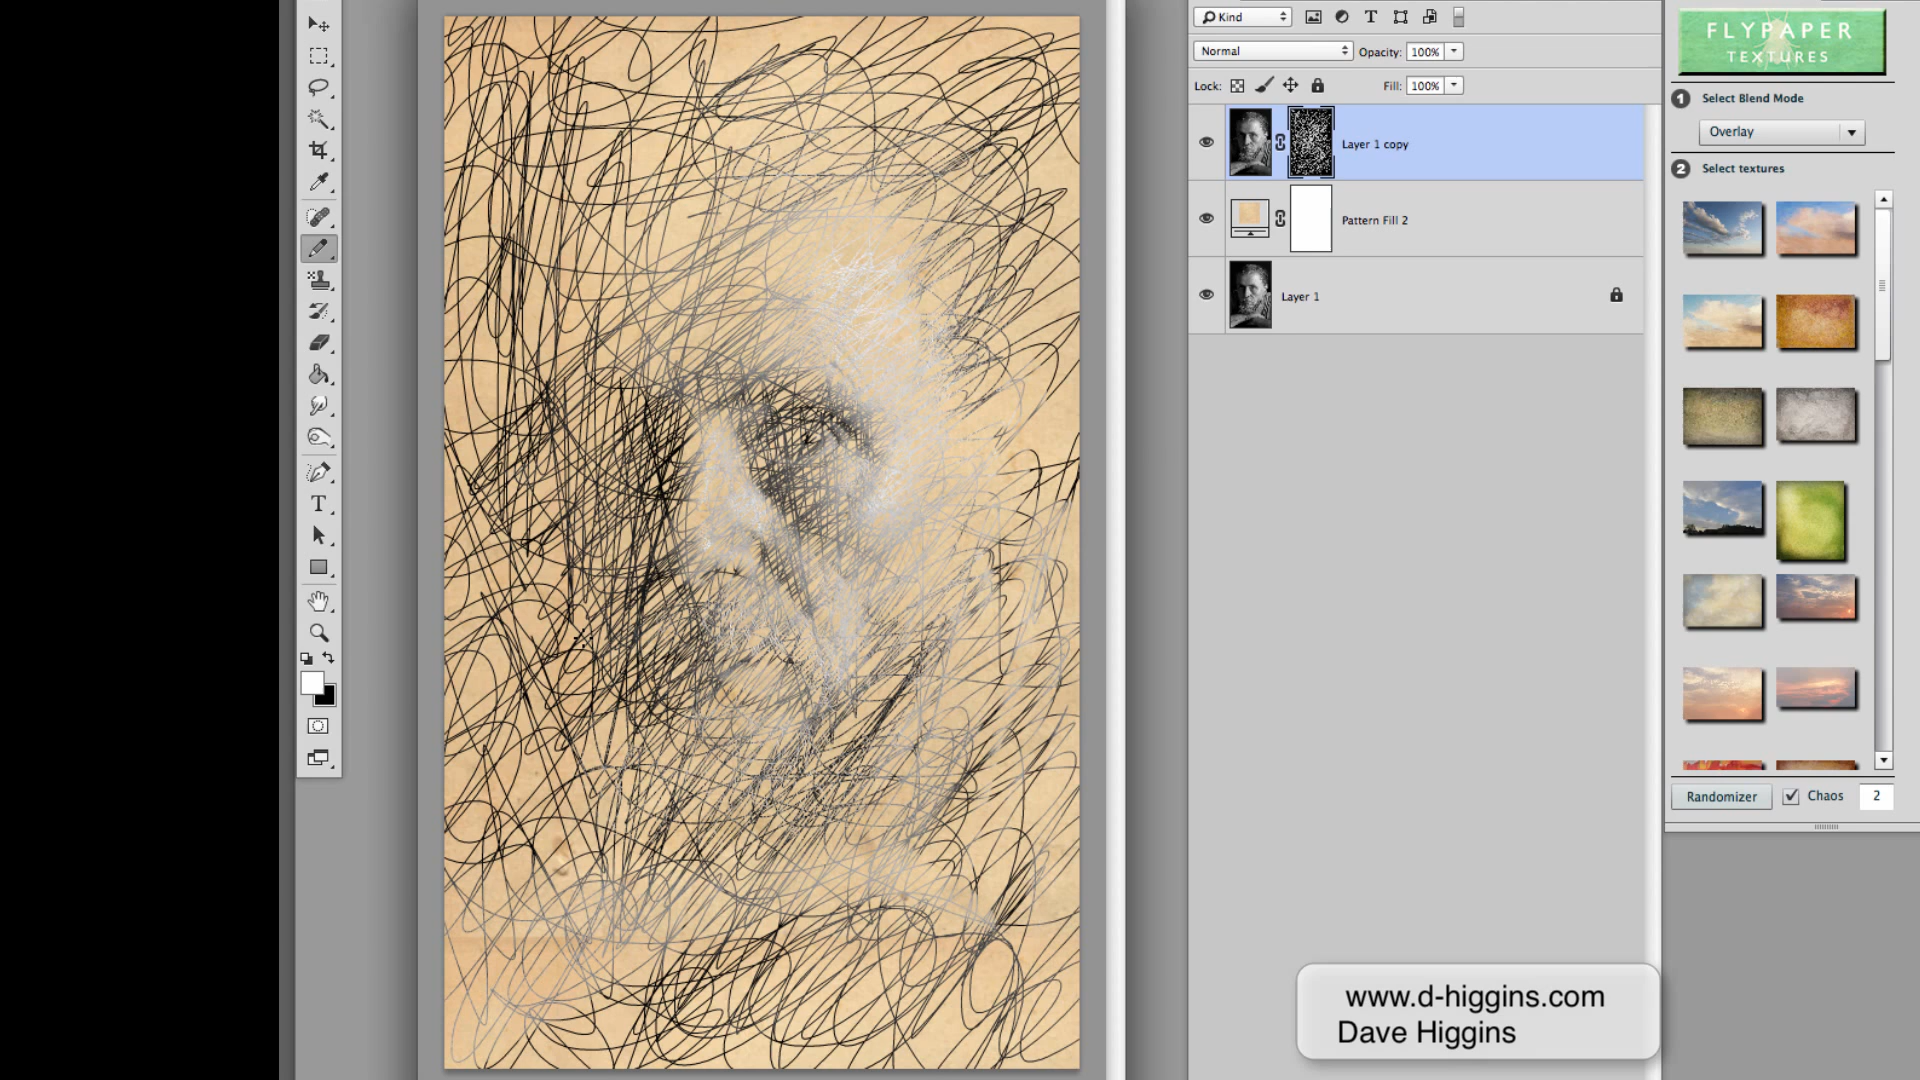 Kind
Normal
Opacity: 100%
Lock:
Fill: 100%
Layer 1 copy
Pattern Fill 2
Layer 1
FLYPAPER
TEXTURES
1 Select Blend Mode
Overlay
2 Select textures
Randomizer
Chaos
2
www.d-higgins.com
Dave Higgins